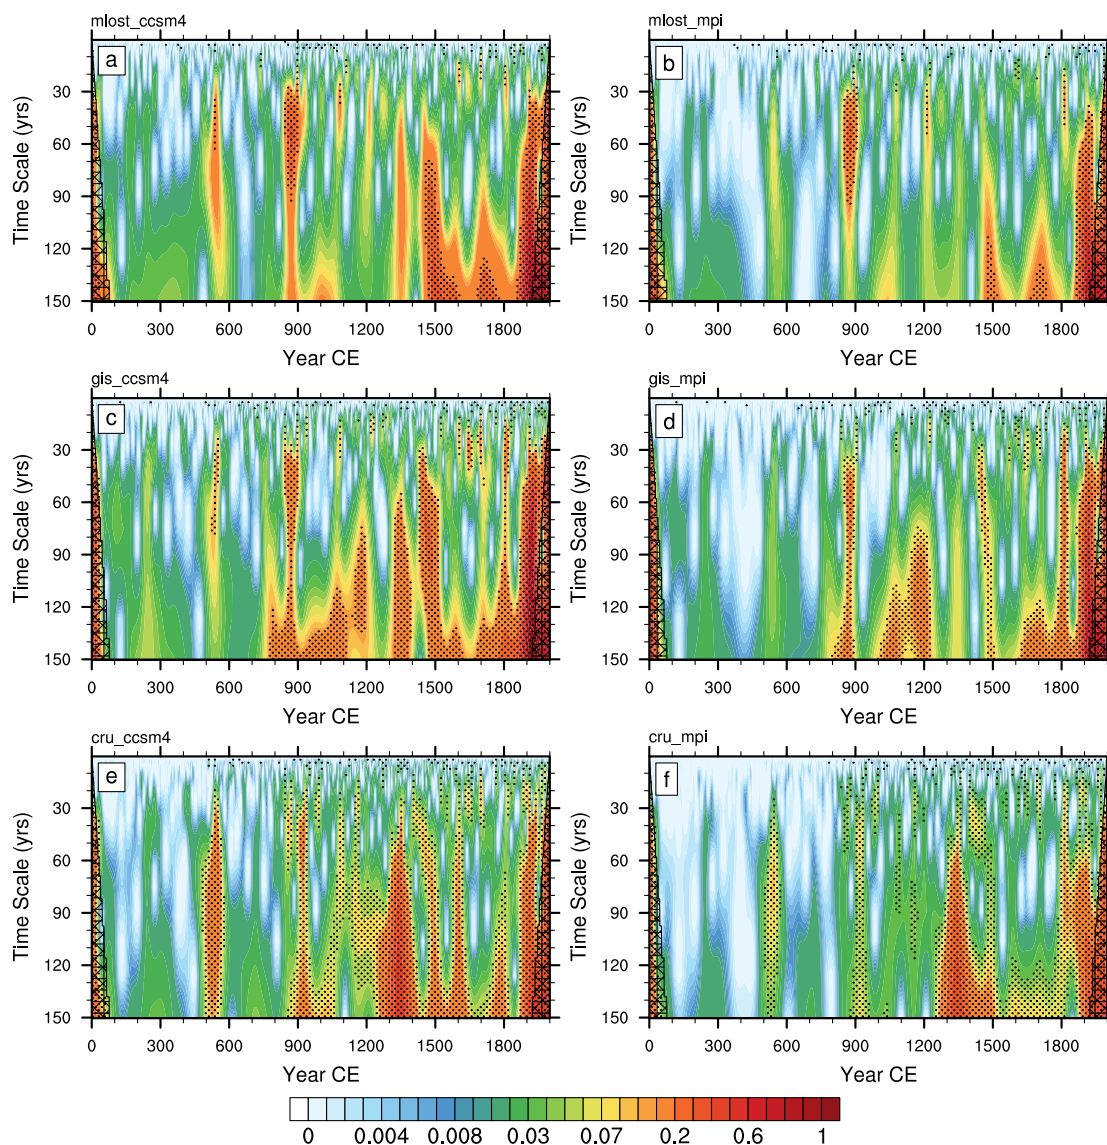 mlost_ccsm4
mlost_mpi
a
b
Time Scale (yrs)
30
60
90
120
150
0 300 600 900 1200 1500 1800
Year CE
Time Scale (yrs)
30
60
90
120
150
0 300 600 900 1200 1500 1800
Year CE
gis_ccsm4
gis_mpi
c
d
Time Scale (yrs)
30
60
90
120
150
0 300 600 900 1200 1500 1800
Year CE
Time Scale (yrs)
30
60
90
120
150
0 300 600 900 1200 1500 1800
Year CE
cru_ccsm4
cru_mpi
e
f
Time Scale (yrs)
30
60
90
120
150
0 300 600 900 1200 1500 1800
Year CE
Time Scale (yrs)
30
60
90
120
150
0 300 600 900 1200 1500 1800
Year CE
0 0.004 0.008 0.03 0.07 0.2 0.6 1